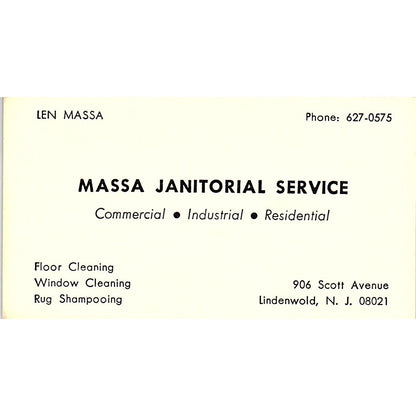 LEN MASSA
Phone: 627-0575
MASSA JANITORIAL SERVICE
Commercial ● Industrial ● Residential
Floor Cleaning
Window Cleaning
Rug Shampooing
906 Scott Avenue
Lindenwold, N. J. 08021